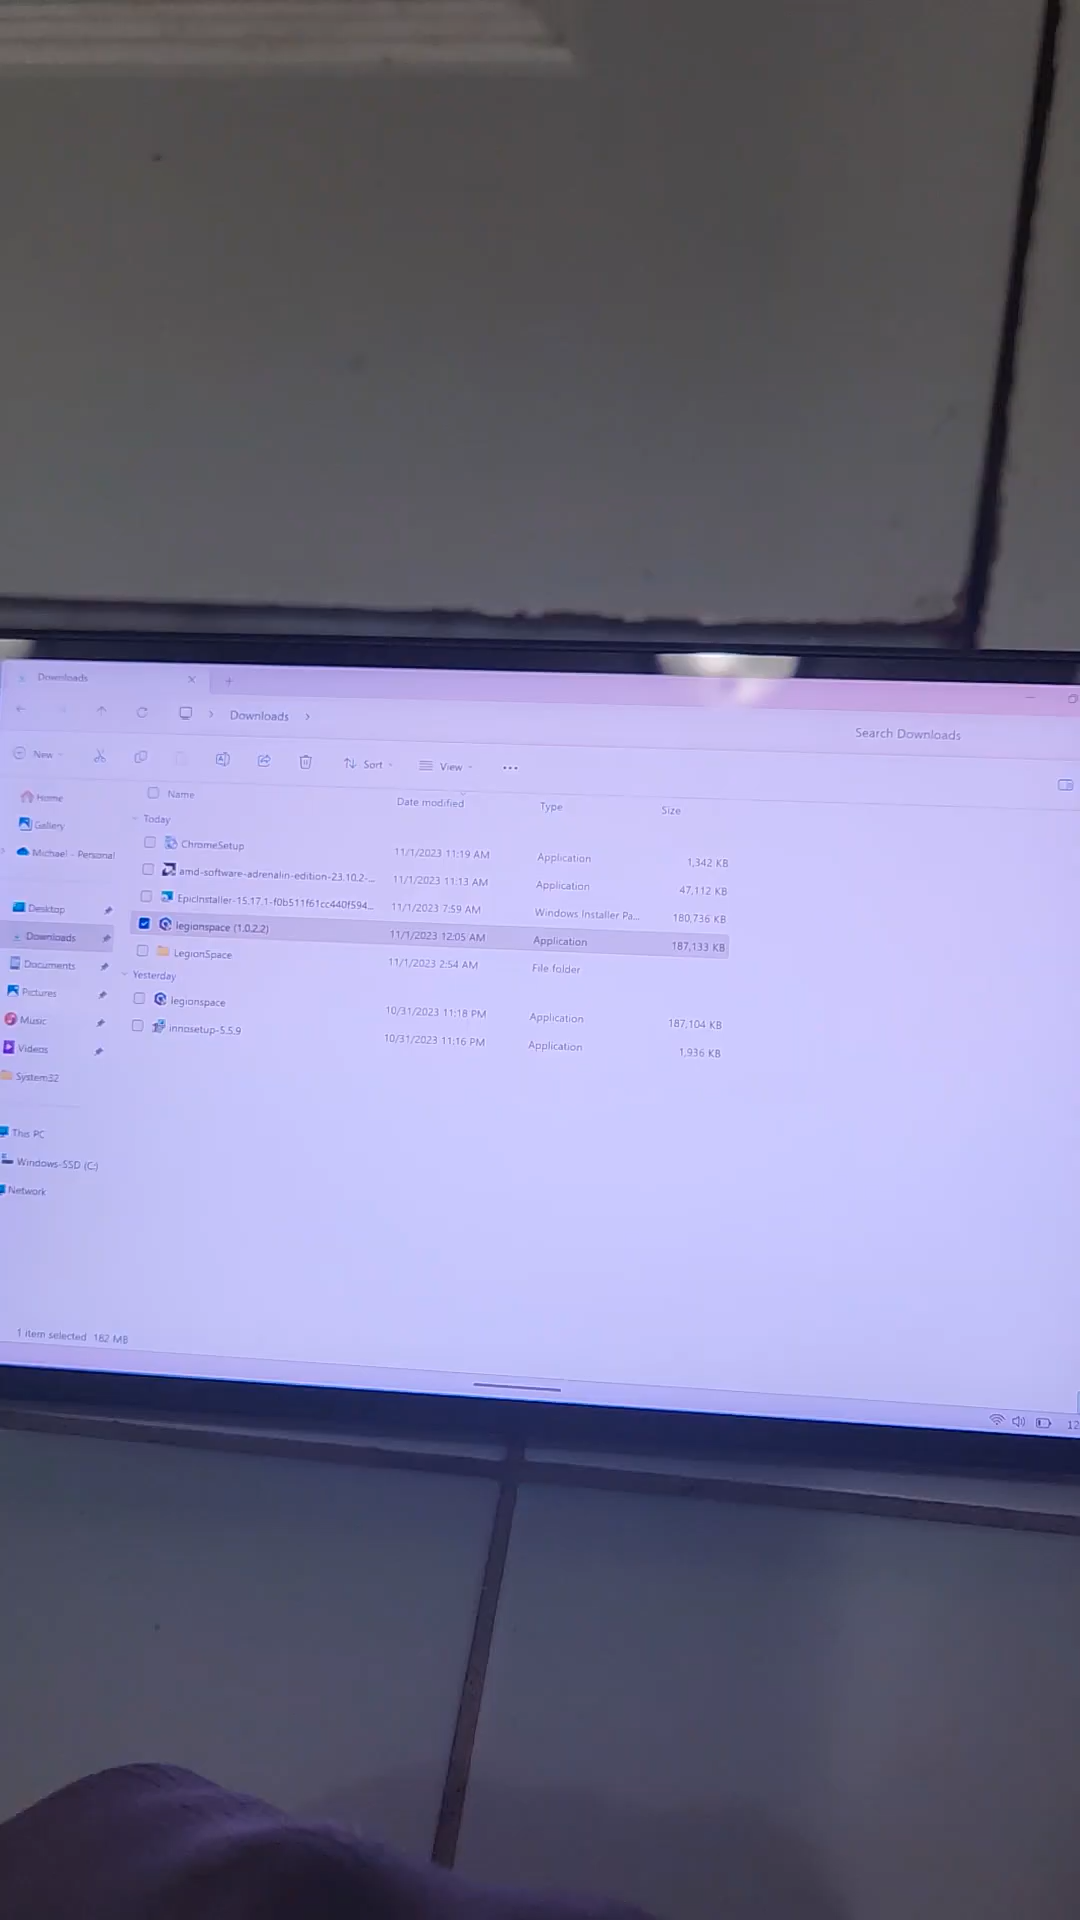 Downloads
Downloads
Search Downloads
New
Sort
View
Name
Date modified
Type
Size
Home
Gallery
Michael - Personal
Desktop
Downloads
Documents
Pictures
Music
Videos
System32
This PC
Windows-SSD (C:)
Network
Today
ChromeSetup 11/1/2023 11:19 AM Application 1,342 KB
amd-software-adrenalin-edition-23.10.2-... 11/1/2023 11:13 AM Application 47,112 KB
EpicInstaller-15.17.1-f0b511f61cc440f594... 11/1/2023 7:59 AM Windows Installer Pa... 180,736 KB
legionspace (1.0.2.2) 11/1/2023 12:05 AM Application 187,133 KB
LegionSpace 11/1/2023 2:54 AM File folder
Yesterday
legionspace 10/31/2023 11:18 PM Application 187,104 KB
innosetup-5.5.9 10/31/2023 11:16 PM Application 1,936 KB
1 item selected 182 MB
12